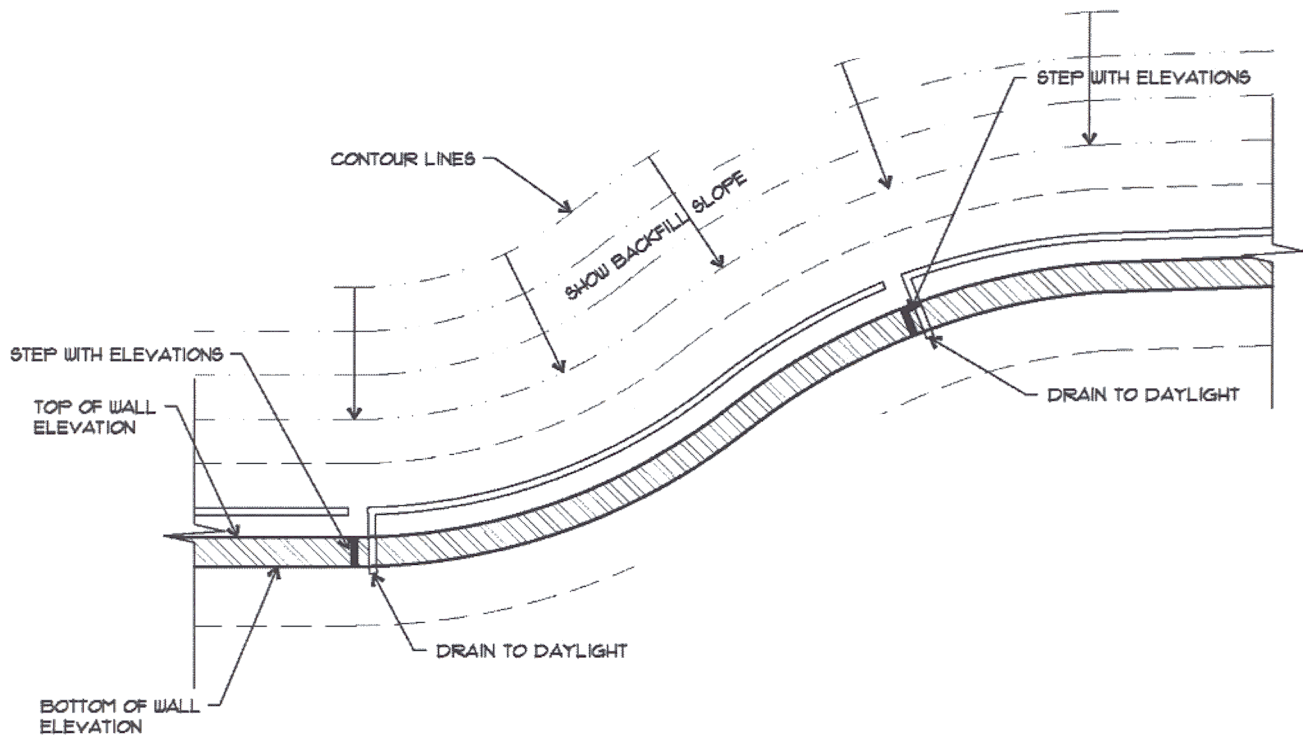 STEP WITH ELEVATIONS
CONTOUR LINES
SHOW BACKFILL SLOPE
STEP WITH ELEVATIONS
TOP OF WALL
ELEVATION
DRAIN TO DAYLIGHT
DRAIN TO DAYLIGHT
BOTTOM OF WALL
ELEVATION